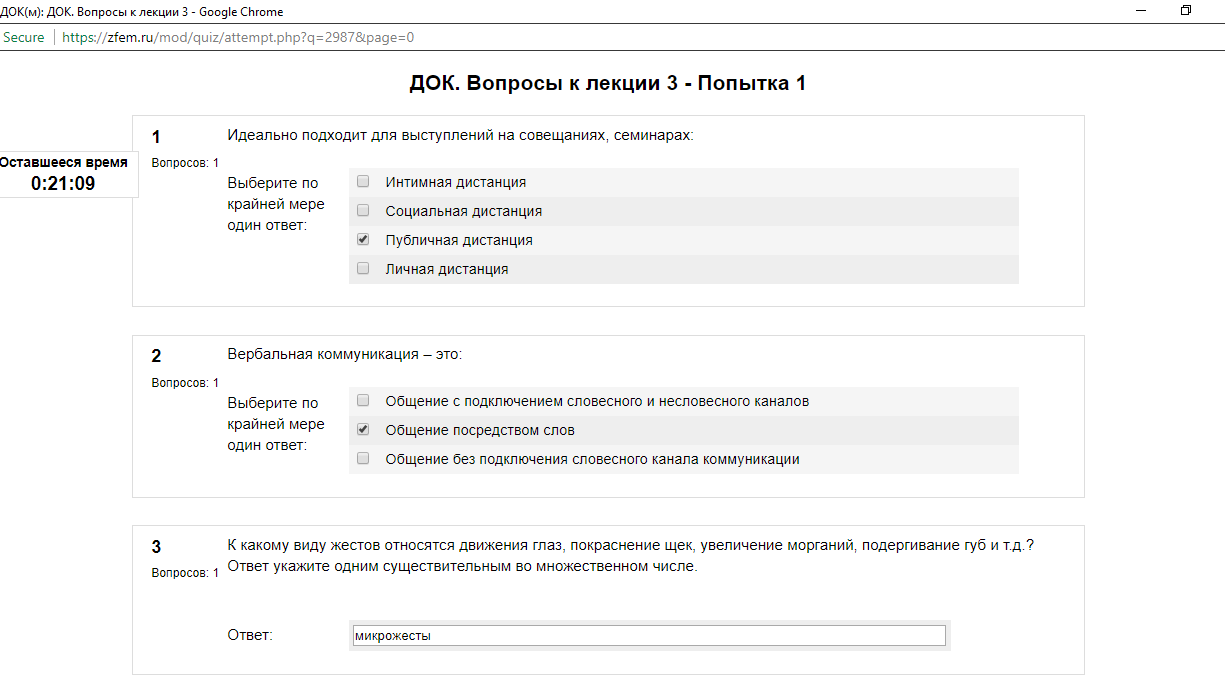 ДОК(м): ДОК. Вопросы к лекции 3 - Google Chrome
Secure https://zfem.ru/mod/quiz/attempt.php?q=2987&page=0
ДОК. Вопросы к лекции 3 - Попытка 1
Оставшееся время
0:21:09
1
Вопросов: 1
Идеально подходит для выступлений на совещаниях, семинарах:
Выберите по
крайней мере
один ответ:
Интимная дистанция
Социальная дистанция
Публичная дистанция
Личная дистанция
2
Вопросов: 1
Вербальная коммуникация – это:
Выберите по
крайней мере
один ответ:
Общение с подключением словесного и несловесного каналов
Общение посредством слов
Общение без подключения словесного канала коммуникации
3
Вопросов: 1
К какому виду жестов относятся движения глаз, покраснение щек, увеличение морганий, подергивание губ и т.д.?
Ответ укажите одним существительным во множественном числе.
Ответ:
микрожесты